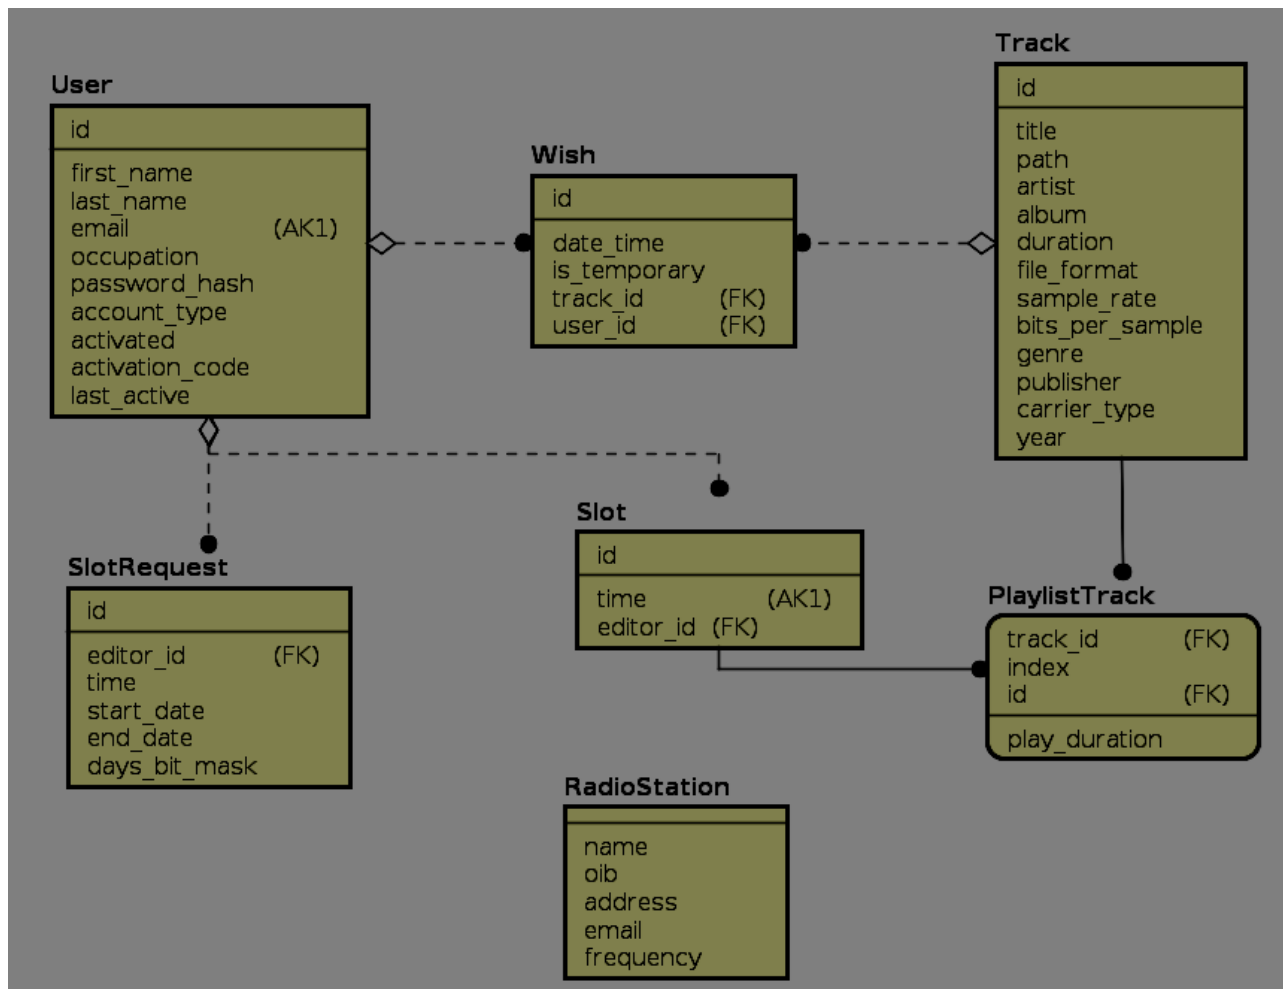 User
id
first_name
last_name
email (AK1)
occupation
password_hash
account_type
activated
activation_code
last_active
Wish
id
date_time
is_temporary
track_id (FK)
user_id (FK)
Track
id
title
path
artist
album
duration
file_format
sample_rate
bits_per_sample
genre
publisher
carrier_type
year
SlotRequest
id
editor_id (FK)
time
start_date
end_date
days_bit_mask
Slot
id
time (AK1)
editor_id (FK)
PlaylistTrack
track_id (FK)
index
id (FK)
play_duration
RadioStation
name
oib
address
email
frequency